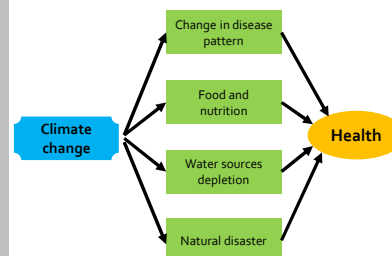 Change in disease
pattern
Food and
nutrition
Climate
change
Health
Water sources
depletion
Natural disaster